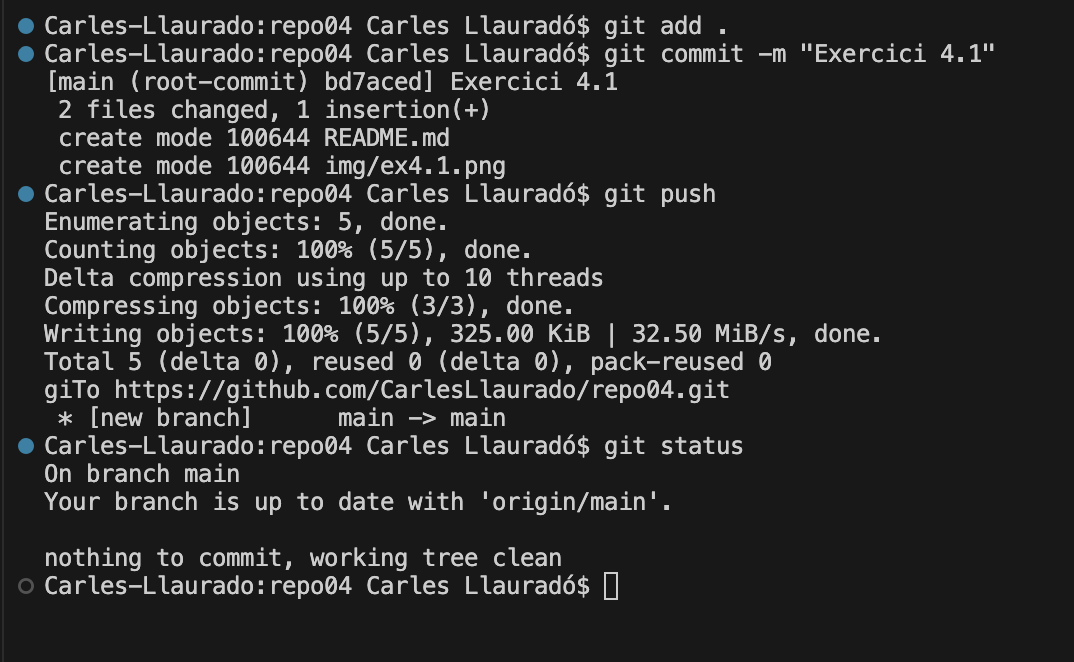 Carles-Llaurado:repo04 Carles Llauradó$ git add .
Carles-Llaurado:repo04 Carles Llauradó$ git commit -m "Exercici 4.1"
[main (root-commit) bd7aced] Exercici 4.1
 2 files changed, 1 insertion(+)
 create mode 100644 README.md
 create mode 100644 img/ex4.1.png
Carles-Llaurado:repo04 Carles Llauradó$ git push
Enumerating objects: 5, done.
Counting objects: 100% (5/5), done.
Delta compression using up to 10 threads
Compressing objects: 100% (3/3), done.
Writing objects: 100% (5/5), 325.00 KiB | 32.50 MiB/s, done.
Total 5 (delta 0), reused 0 (delta 0), pack-reused 0
giTo https://github.com/CarlesLlaurado/repo04.git
 * [new branch]      main -> main
Carles-Llaurado:repo04 Carles Llauradó$ git status
On branch main
Your branch is up to date with 'origin/main'.

nothing to commit, working tree clean
Carles-Llaurado:repo04 Carles Llauradó$